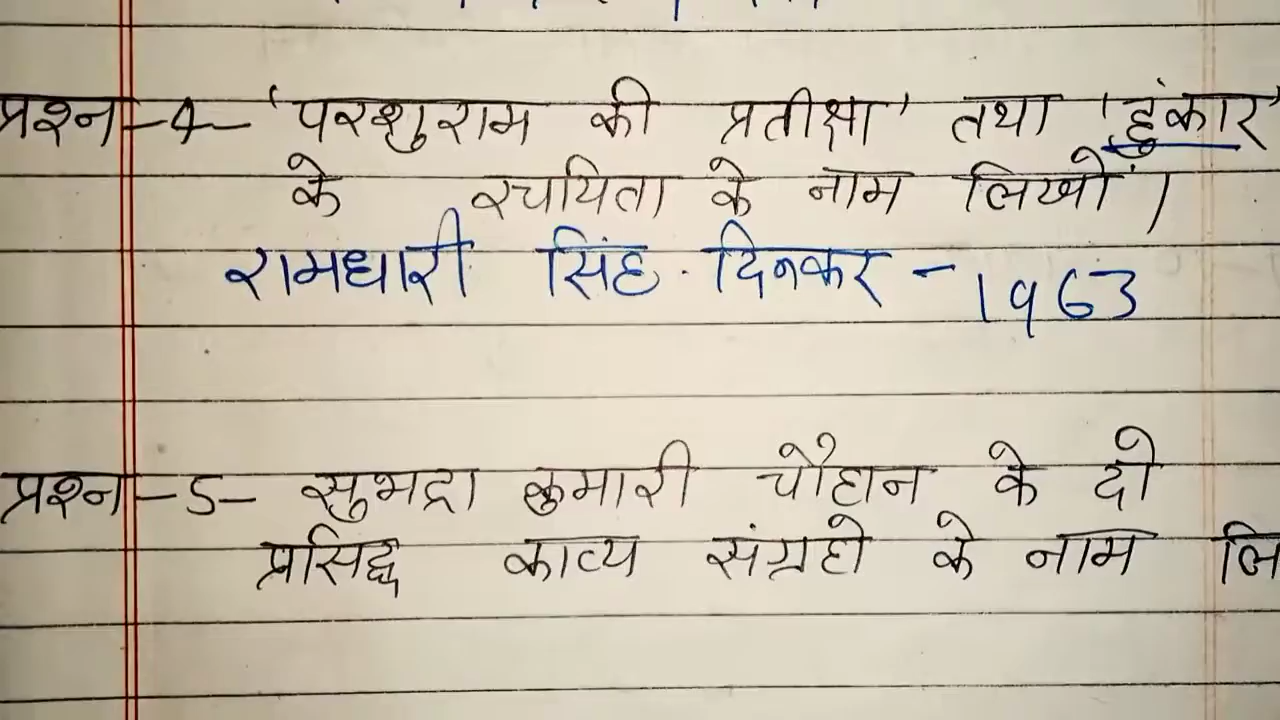 प्रश्न-4- 'परशुराम की प्रतीक्षा' तथा 'हुंकार'
के रचयिता के नाम लिखों।
रामधारी सिंह दिनकर - 1963
प्रश्न-5- सुभद्रा कुमारी चौहान के दो
प्रसिद्ध काव्य संग्रहो के नाम लि